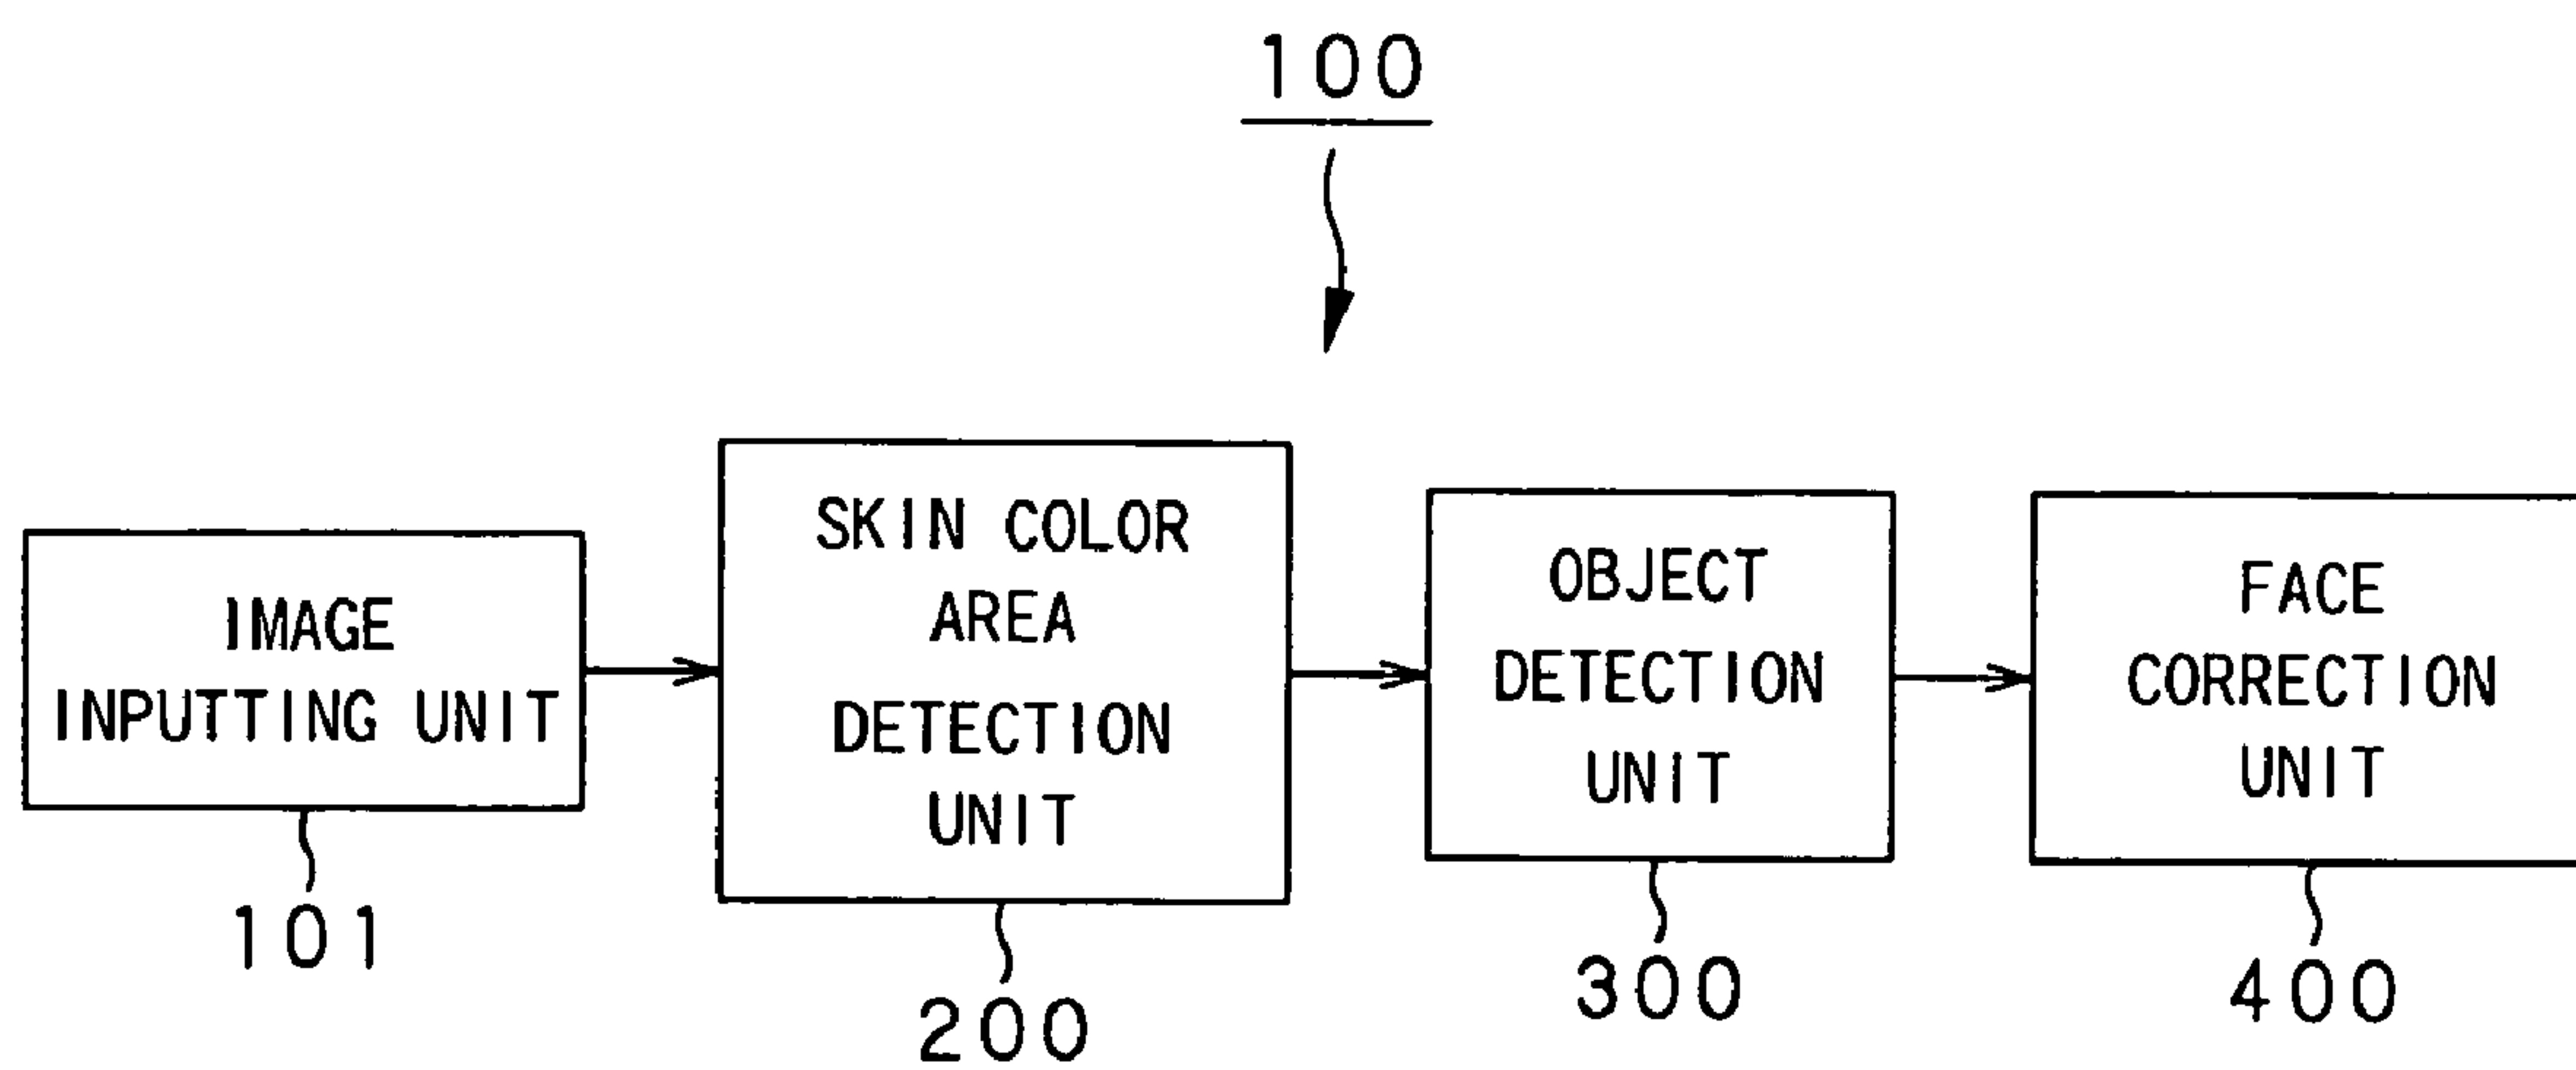 100
IMAGE
INPUTTING UNIT
101
SKIN COLOR
AREA
DETECTION
UNIT
200
OBJECT
DETECTION
UNIT
300
FACE
CORRECTION
UNIT
400